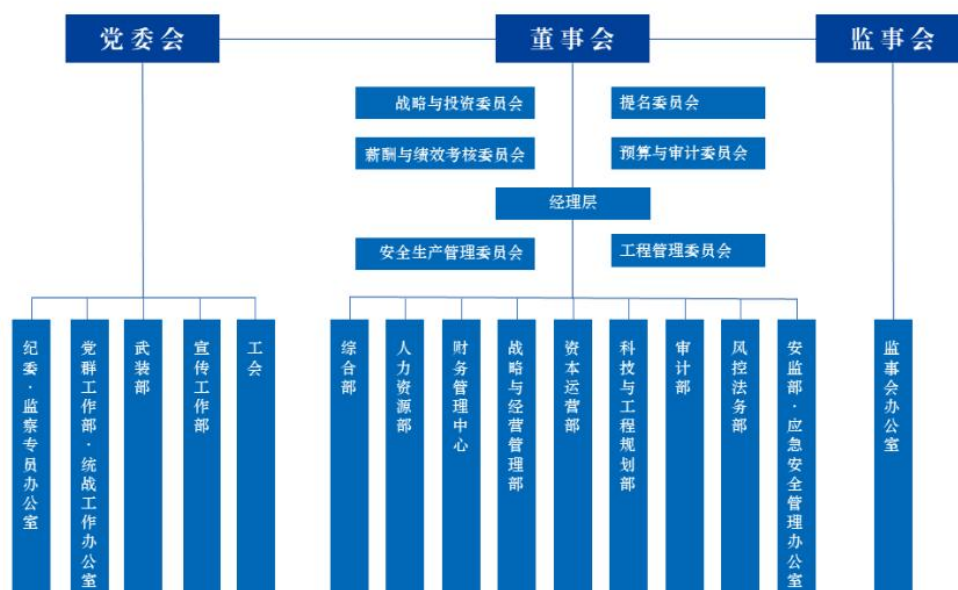 党委会
董事会
监事会
战略与投资委员会
提名委员会
薪酬与绩效考核委员会
预算与审计委员会
经理层
安全生产管理委员会
工程管理委员会
纪委·监察专员办公室
党群工作部·统战工作办公室
武装部
宣传工作部
工会
综合部
人力资源部
财务管理中心
战略与经营管理部
资本运营部
科技与工程规划部
审计部
风控法务部
安监部·应急安全管理办公室
监事会办公室